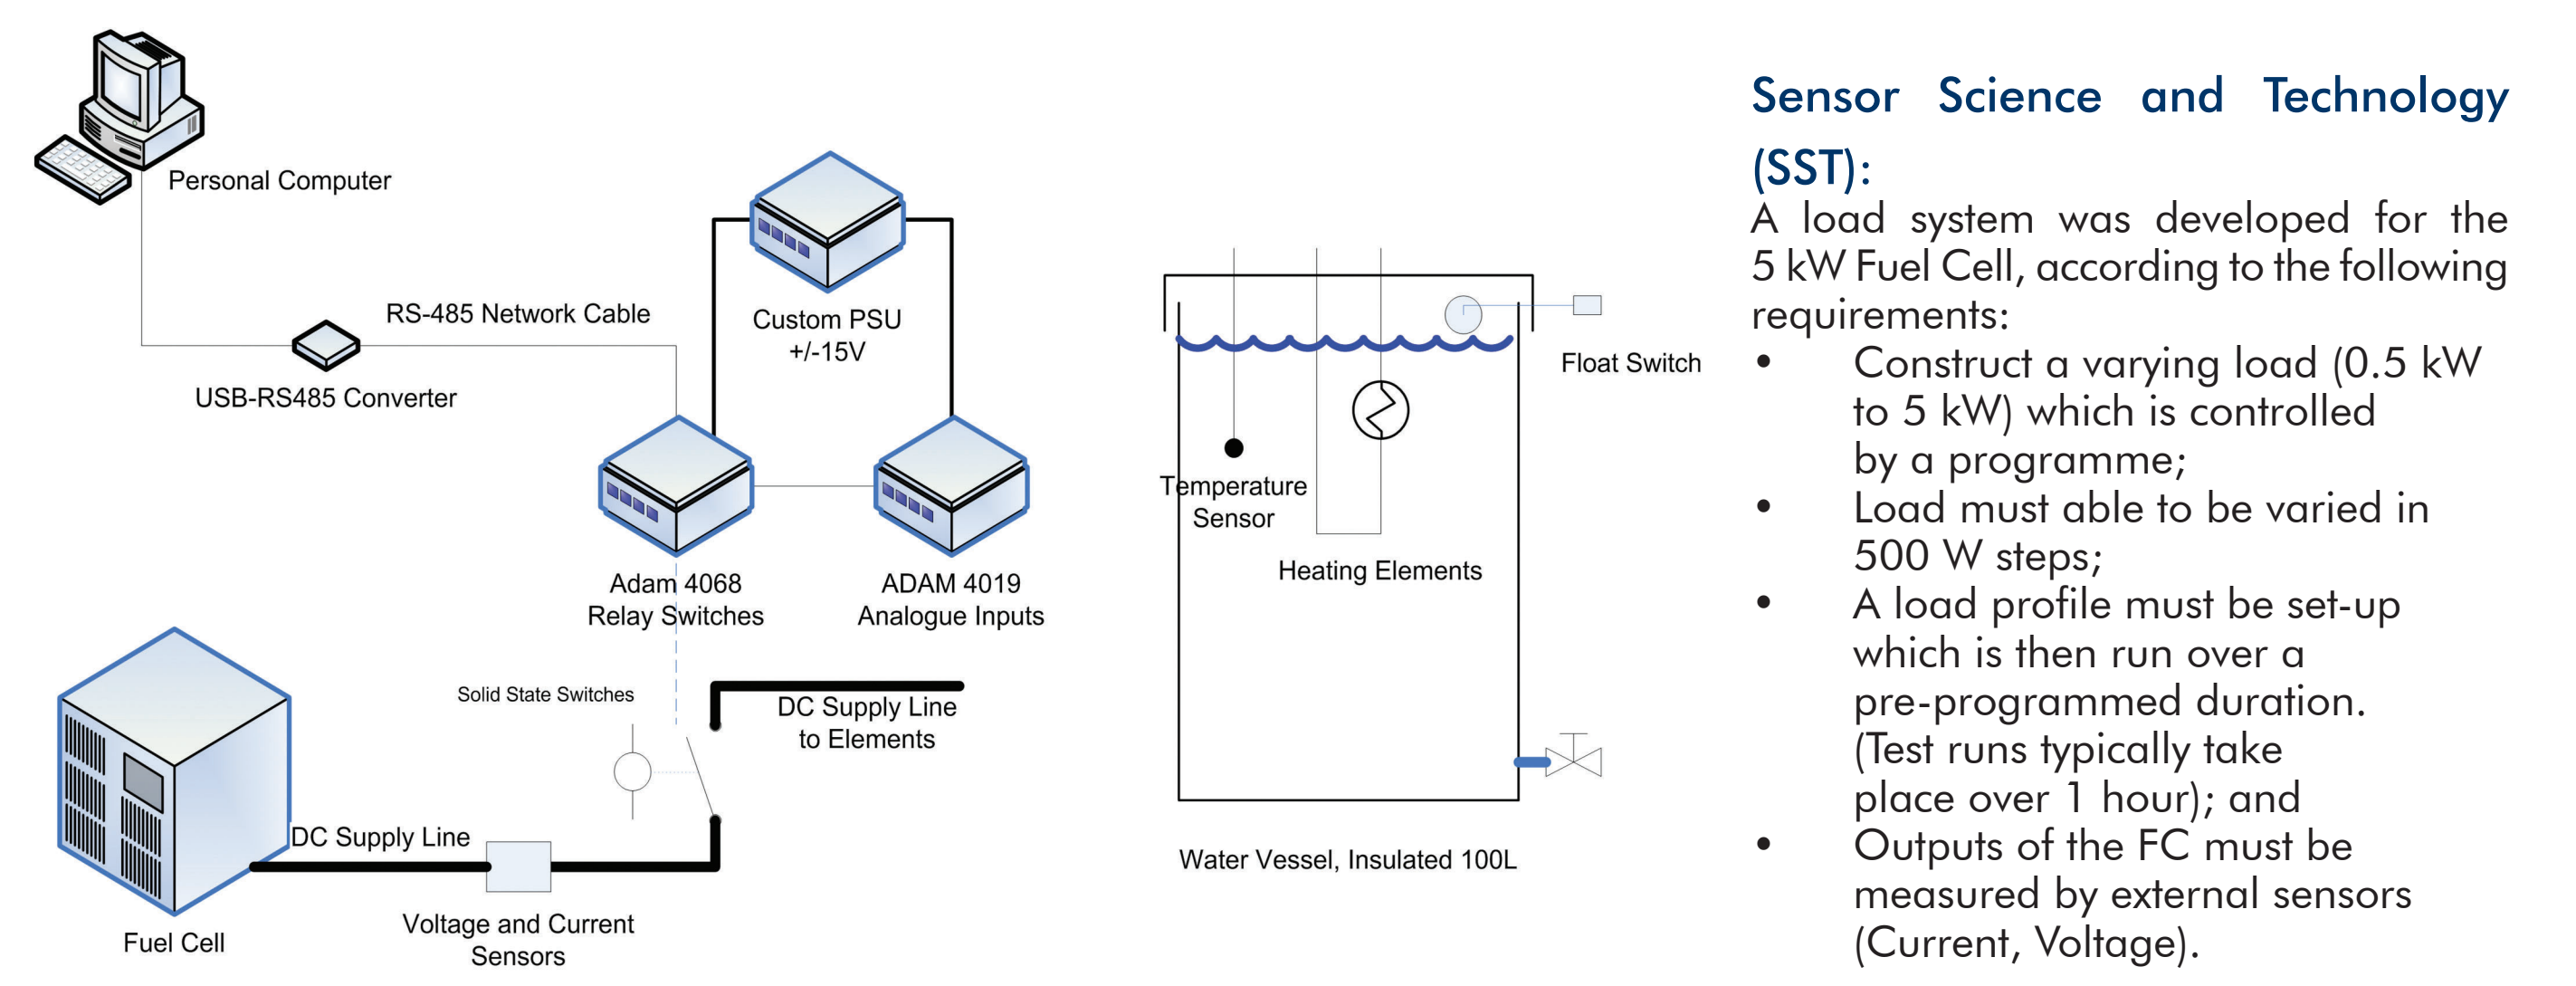 Personal Computer
RS-485 Network Cable
USB-RS485 Converter
Custom PSU
+/-15V
Adam 4068
Relay Switches
ADAM 4019
Analogue Inputs
Solid State Switches
DC Supply Line
to Elements
DC Supply Line
Voltage and Current
Sensors
Fuel Cell
Float Switch
Temperature
Sensor
Heating Elements
Water Vessel, Insulated 100L
Sensor Science and Technology
(SST):
A load system was developed for the
5 kW Fuel Cell, according to the following
requirements:
• Construct a varying load (0.5 kW
to 5 kW) which is controlled
by a programme;
• Load must able to be varied in
500 W steps;
• A load profile must be set-up
which is then run over a
pre-programmed duration.
(Test runs typically take
place over 1 hour); and
• Outputs of the FC must be
measured by external sensors
(Current, Voltage).